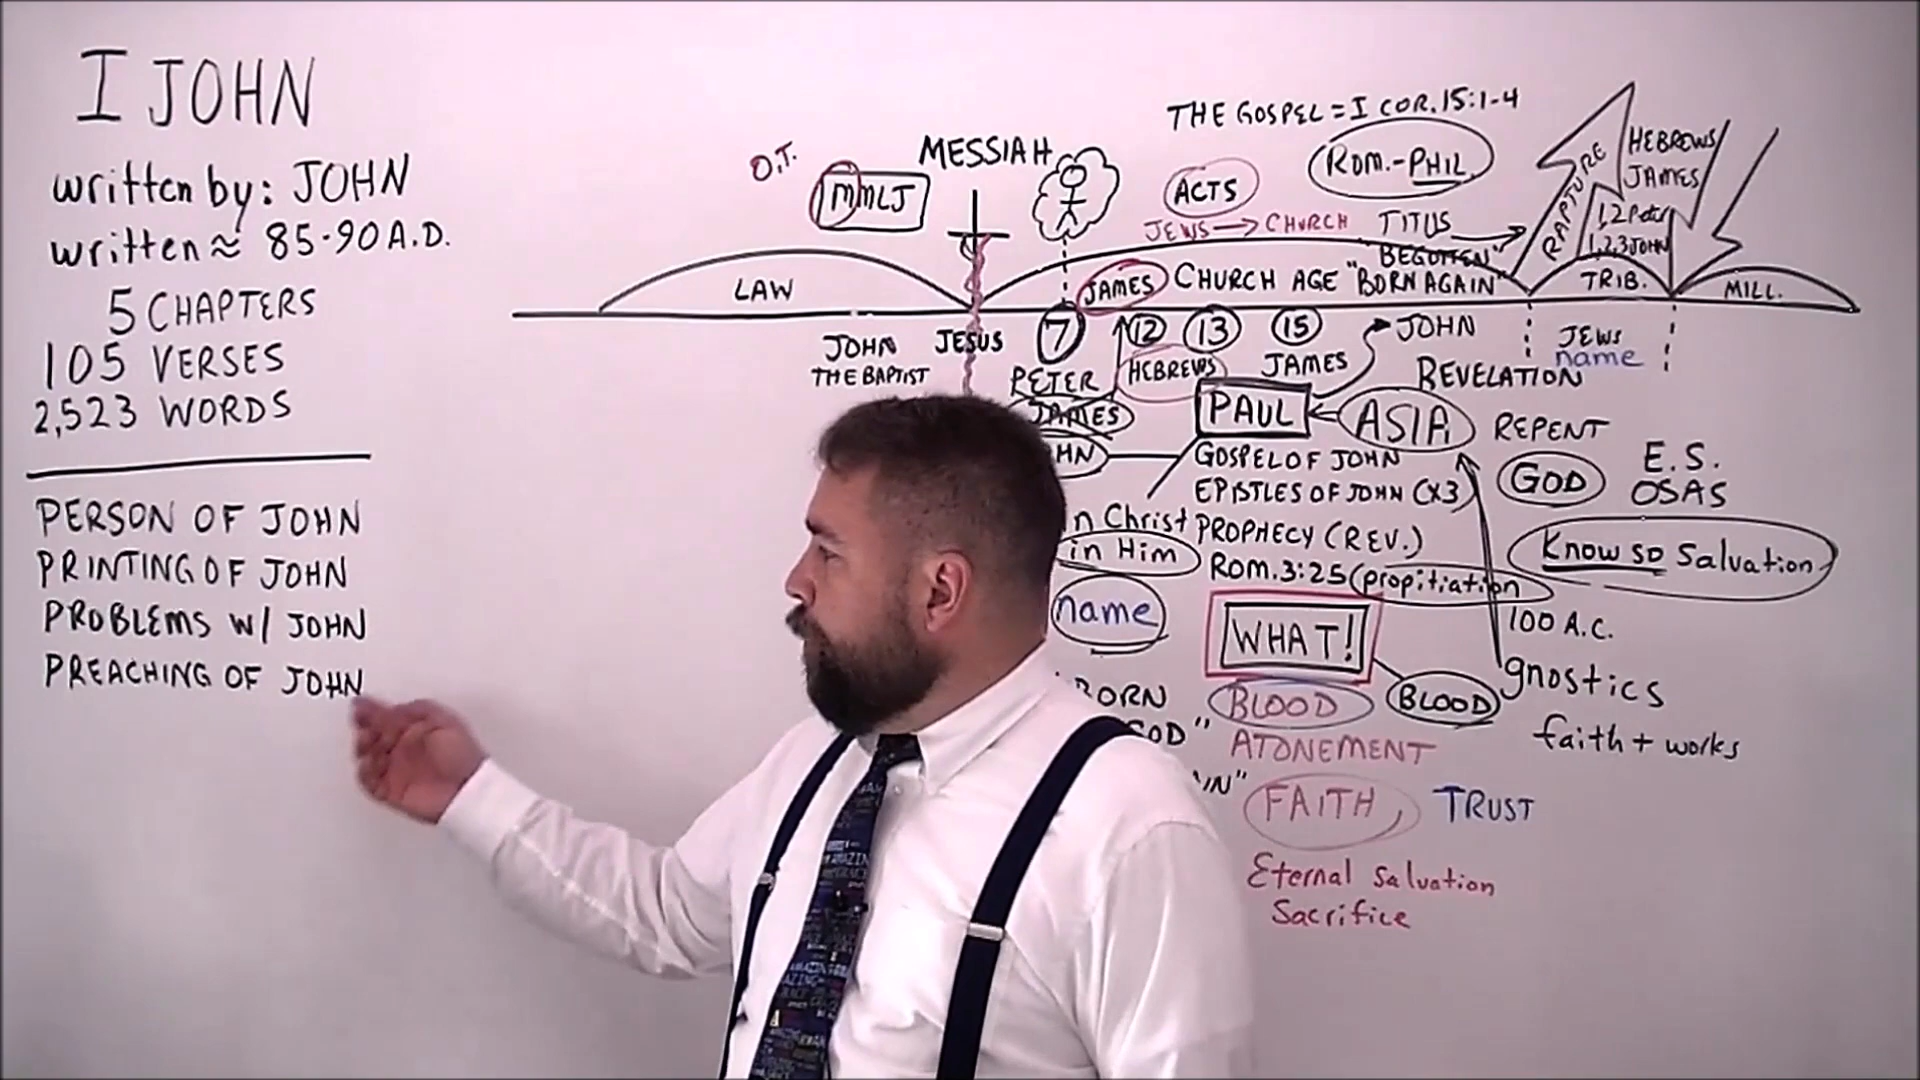 I JOHN
written by: JOHN
written ≈ 85-90 A.D.
5 CHAPTERS
105 VERSES
2,523 WORDS
PERSON OF JOHN
PRINTING OF JOHN
PROBLEMS W/ JOHN
PREACHING OF JOHN
O.T.
MMLJ
MESSIAH
THE GOSPEL = I COR. 15:1-4
ROM.-PHIL.
ACTS
JEWS → CHURCH
TITUS
BEGOTTEN"
RAPTURE
HEBREWS
JAMES
1,2 Peter
1,2,3 JOHN
LAW
JAMES
CHURCH AGE "BORN AGAIN"
TRIB.
MILL.
JOHN
THE BAPTIST
JESUS
7
12
13
15
JOHN
JEWS
name
PETER
HEBREWS
JAMES
REVELATION
JAMES
PAUL
ASIA
REPENT
HN
GOSPEL OF JOHN
EPISTLES OF JOHN (X3)
GOD
E.S.
OSAS
n Christ
in Him
PROPHECY (REV.)
Know so Salvation
Rom. 3:25 (propitiation
name
WHAT!
100 A.C.
gnostics
BORN
OD"
BLOOD
BLOOD
faith + works
ATONEMENT
IN"
FAITH,
TRUST
Eternal Salvation
Sacrifice